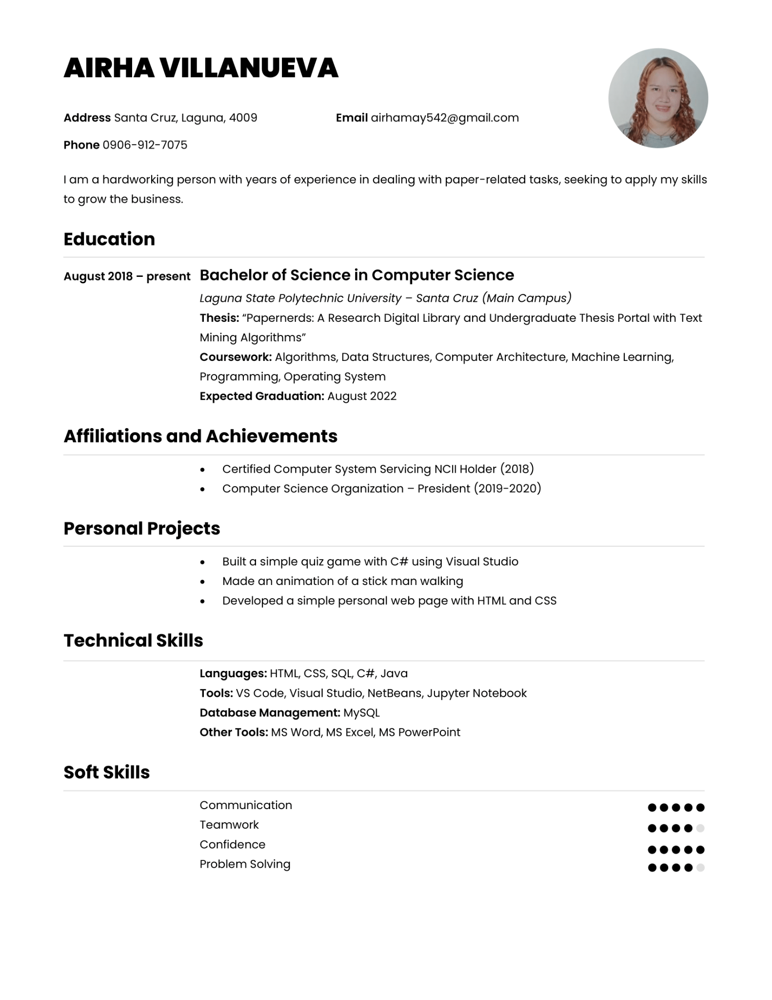 AIRHA VILLANUEVA
Address Santa Cruz, Laguna, 4009 Email airhamay542@gmail.com
Phone 0906-912-7075
I am a hardworking person with years of experience in dealing with paper-related tasks, seeking to apply my skills
to grow the business.
Education
August 2018 – present Bachelor of Science in Computer Science
Laguna State Polytechnic University – Santa Cruz (Main Campus)
Thesis: “Papernerds: A Research Digital Library and Undergraduate Thesis Portal with Text
Mining Algorithms”
Coursework: Algorithms, Data Structures, Computer Architecture, Machine Learning,
Programming, Operating System
Expected Graduation: August 2022
Affiliations and Achievements
• Certified Computer System Servicing NCII Holder (2018)
• Computer Science Organization – President (2019-2020)
Personal Projects
• Built a simple quiz game with C# using Visual Studio
• Made an animation of a stick man walking
• Developed a simple personal web page with HTML and CSS
Technical Skills
Languages: HTML, CSS, SQL, C#, Java
Tools: VS Code, Visual Studio, NetBeans, Jupyter Notebook
Database Management: MySQL
Other Tools: MS Word, MS Excel, MS PowerPoint
Soft Skills
Communication
Teamwork
Confidence
Problem Solving